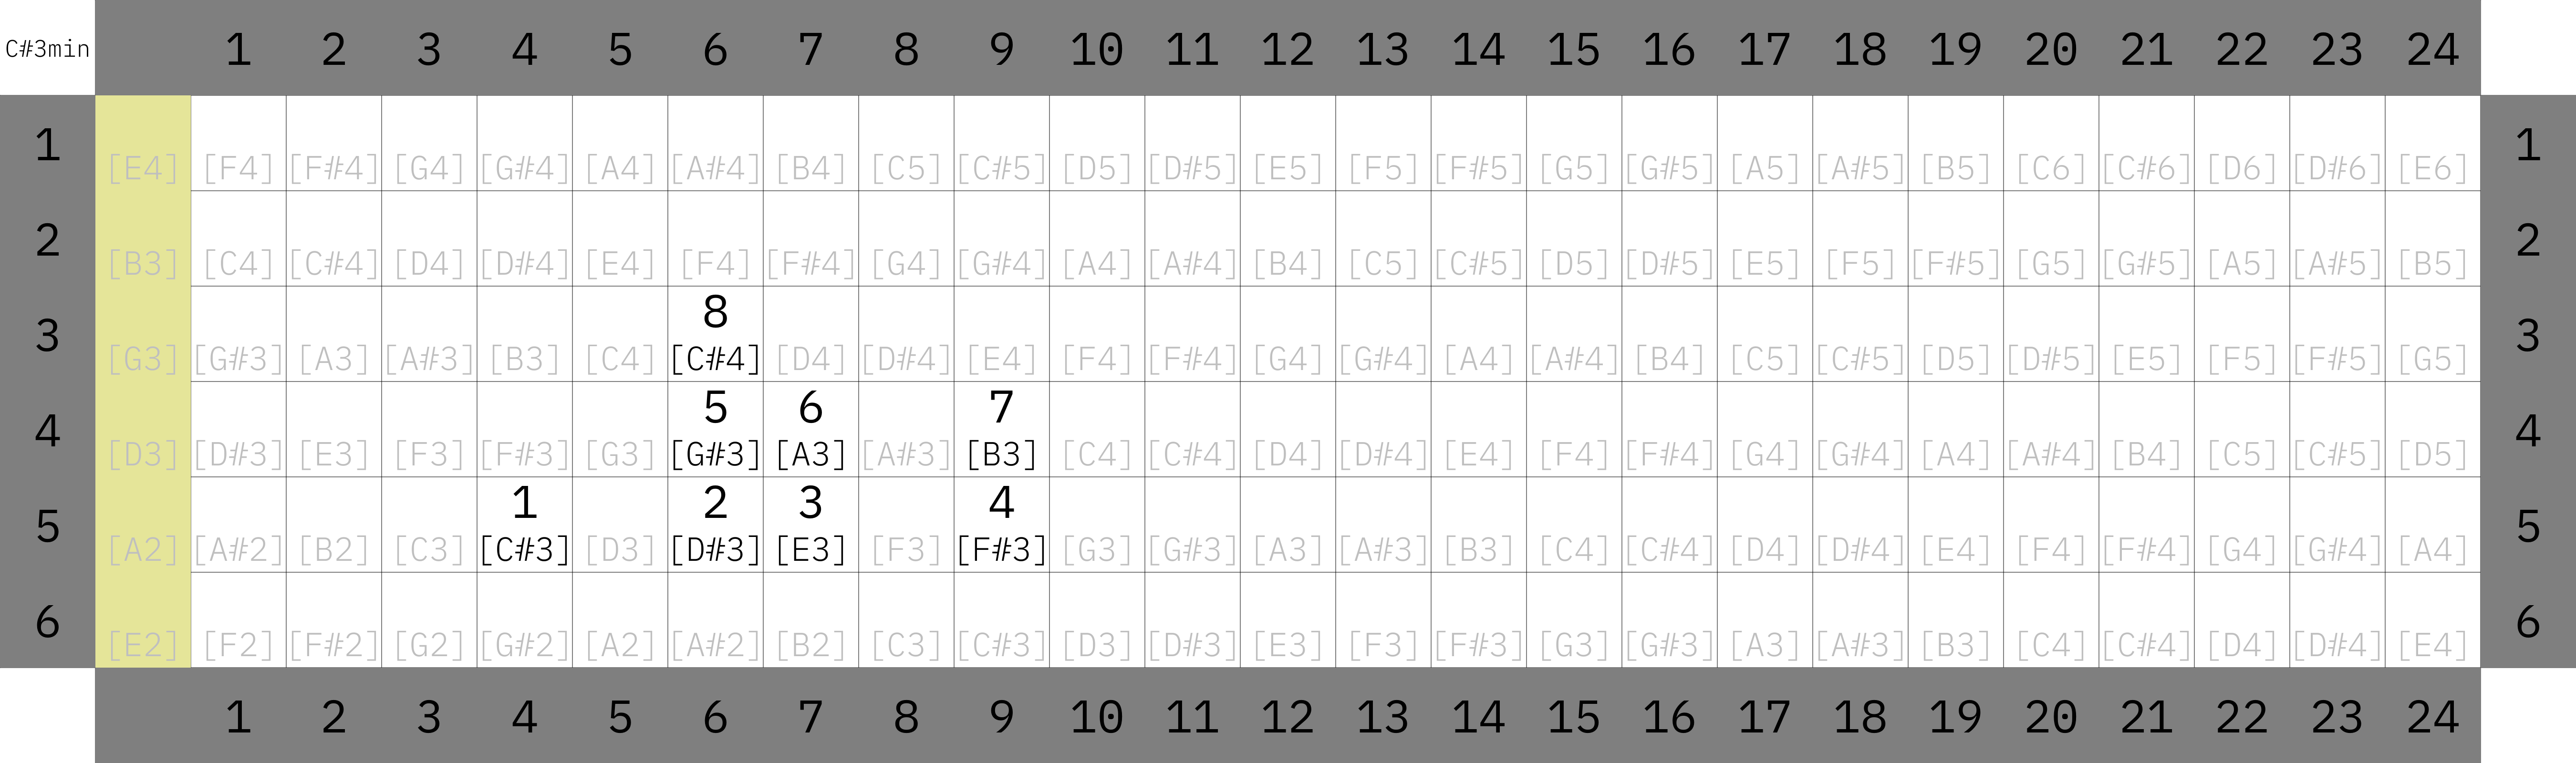 C#3min 1 2 3 4 5 6 7 8 9 10 11 12 13 14 15 16 17 18 19 20 21 22 23 24
1 [E4] [F4] [F#4] [G4] [G#4] [A4] [A#4] [B4] [C5] [C#5] [D5] [D#5] [E5] [F5] [F#5] [G5] [G#5] [A5] [A#5] [B5] [C6] [C#6] [D6] [D#6] [E6] 1
2 [B3] [C4] [C#4] [D4] [D#4] [E4] [F4] [F#4] [G4] [G#4] [A4] [A#4] [B4] [C5] [C#5] [D5] [D#5] [E5] [F5] [F#5] [G5] [G#5] [A5] [A#5] [B5] 2
8
3 [G3] [G#3] [A3] [A#3] [B3] [C4] [C#4] [D4] [D#4] [E4] [F4] [F#4] [G4] [G#4] [A4] [A#4] [B4] [C5] [C#5] [D5] [D#5] [E5] [F5] [F#5] [G5] 3
5 6 7
4 [D3] [D#3] [E3] [F3] [F#3] [G3] [G#3] [A3] [A#3] [B3] [C4] [C#4] [D4] [D#4] [E4] [F4] [F#4] [G4] [G#4] [A4] [A#4] [B4] [C5] [C#5] [D5] 4
1 2 3 4
5 [A2] [A#2] [B2] [C3] [C#3] [D3] [D#3] [E3] [F3] [F#3] [G3] [G#3] [A3] [A#3] [B3] [C4] [C#4] [D4] [D#4] [E4] [F4] [F#4] [G4] [G#4] [A4] 5
6 [E2] [F2] [F#2] [G2] [G#2] [A2] [A#2] [B2] [C3] [C#3] [D3] [D#3] [E3] [F3] [F#3] [G3] [G#3] [A3] [A#3] [B3] [C4] [C#4] [D4] [D#4] [E4] 6
1 2 3 4 5 6 7 8 9 10 11 12 13 14 15 16 17 18 19 20 21 22 23 24